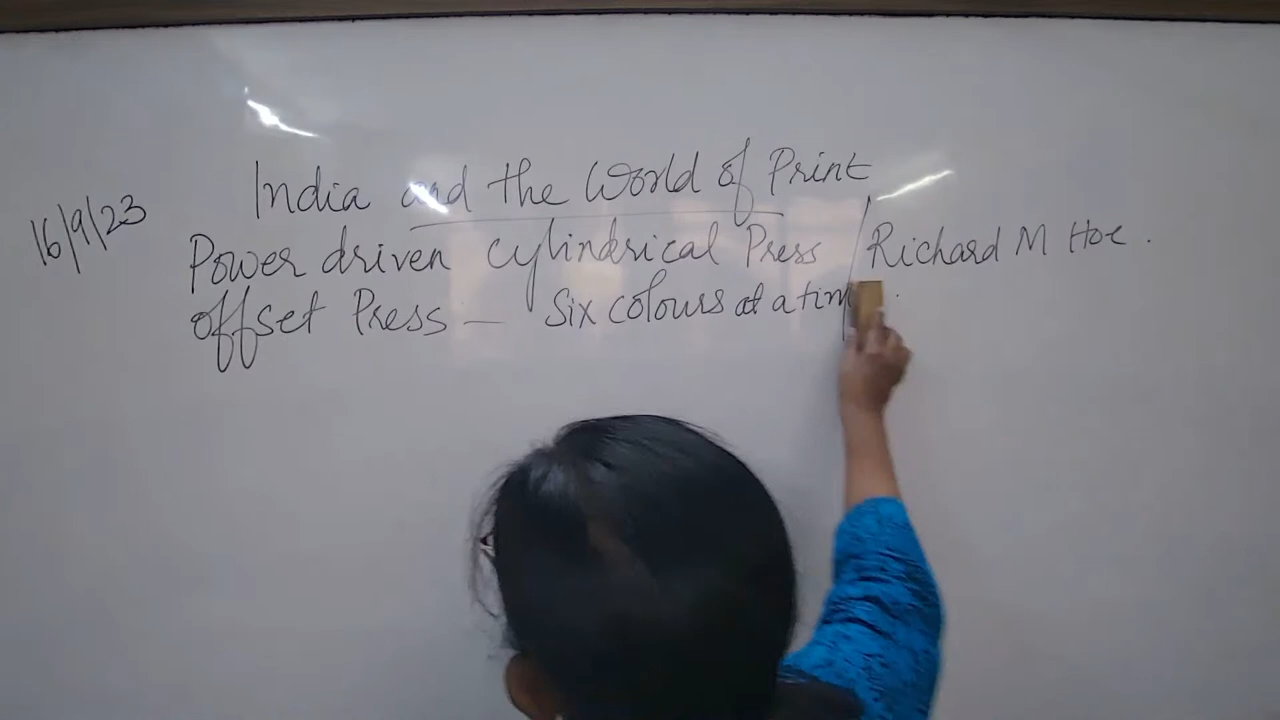 India and the World of Print
16/9/23
Power driven cylindrical Press / Richard M Hoe .
offset Press — Six colours at a tim